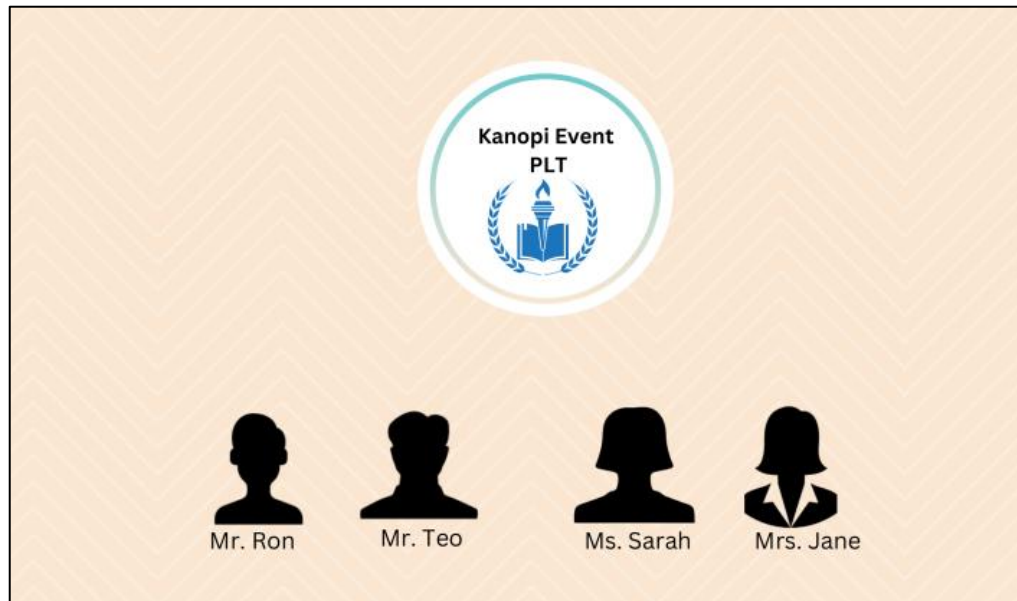 Kanopi Event
PLT
Mr. Ron
Mr. Teo
Ms. Sarah
Mrs. Jane